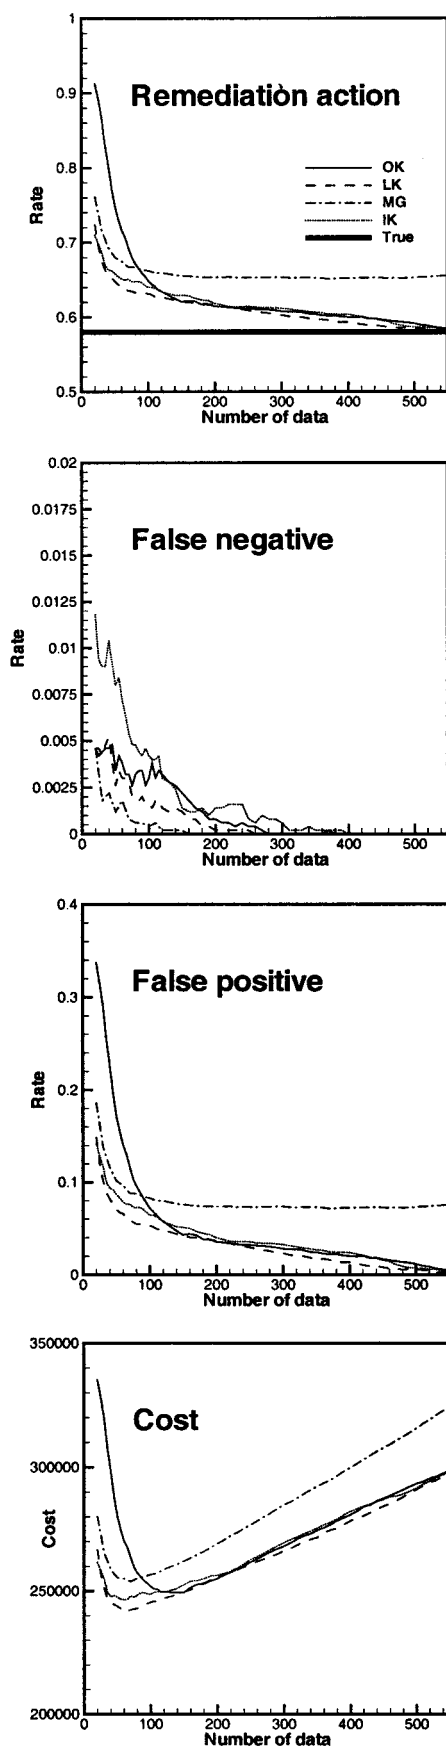 Remediation action
1
0.9
0.8
0.7
0.6
0.5
Rate
OK
LK
MG
IK
True
0 100 200 300 400 500
Number of data
False negative
0.02
0.0175
0.015
0.0125
0.01
0.0075
0.005
0.0025
0
Rate
0 100 200 300 400 500
Number of data
False positive
0.4
0.3
0.2
0.1
0
Rate
0 100 200 300 400 500
Number of data
Cost
350000
300000
250000
200000
Cost
0 100 200 300 400 500
Number of data